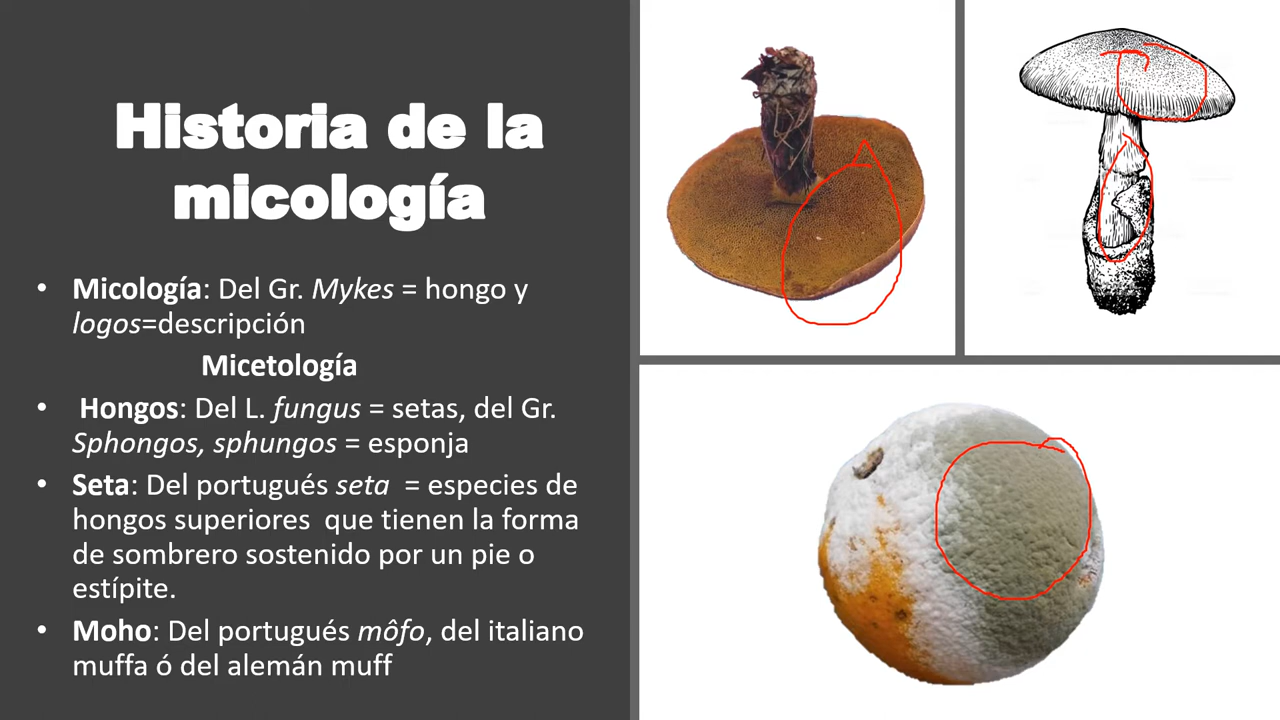 Historia de la
micología
• Micología: Del Gr. Mykes = hongo y
logos=descripción
Micetología
• Hongos: Del L. fungus = setas, del Gr.
Sphongos, sphungos = esponja
• Seta: Del portugués seta = especies de
hongos superiores que tienen la forma
de sombrero sostenido por un pie o
estípite.
• Moho: Del portugués môfo, del italiano
muffa ó del alemán muff